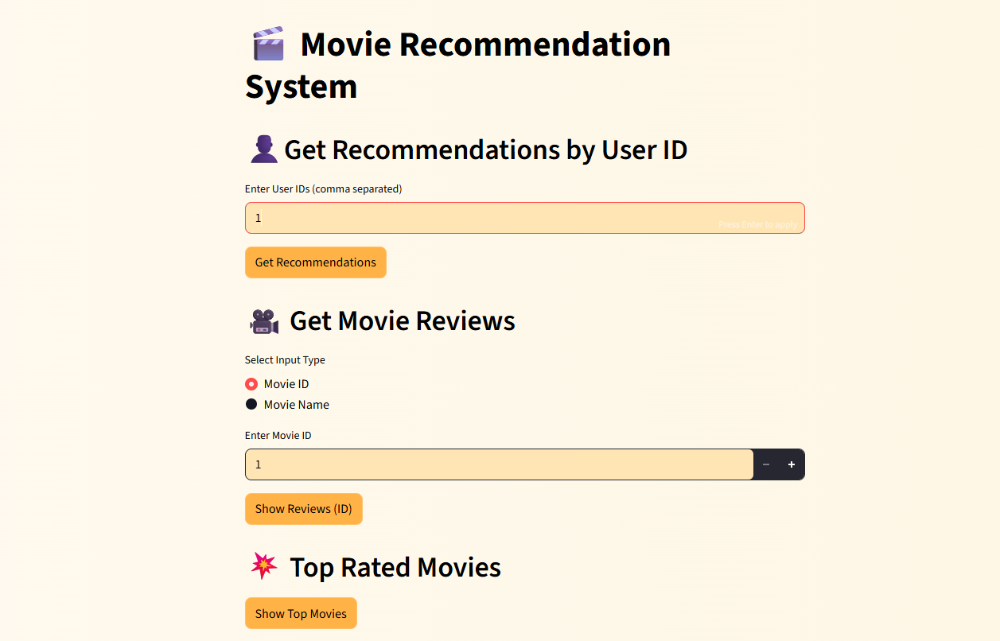 Movie Recommendation
System
Get Recommendations by User ID
Enter User IDs (comma separated)
1
Press Enter to apply
Get Recommendations
Get Movie Reviews
Select Input Type
Movie ID
Movie Name
Enter Movie ID
1
Show Reviews (ID)
Top Rated Movies
Show Top Movies